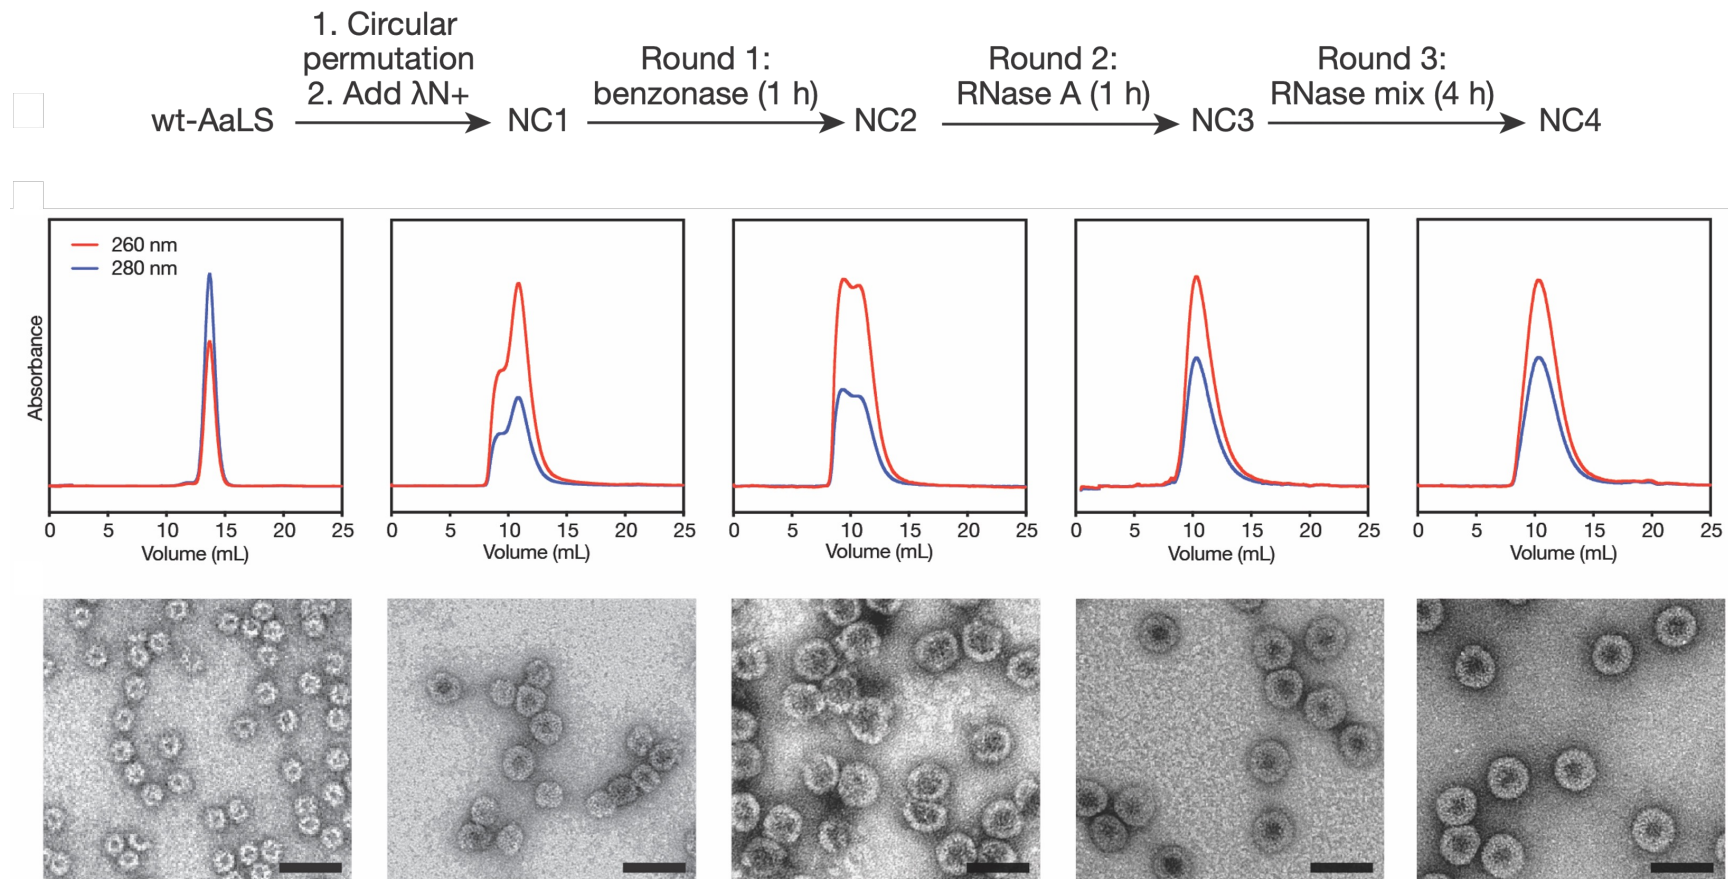 1. Circular
permutation
2. Add λN+
Round 1:
benzonase (1 h)
Round 2:
RNase A (1 h)
Round 3:
RNase mix (4 h)
wt-AaLS
NC1
NC2
NC3
NC4
260 nm
280 nm
Absorbance
0 5 10 15 20 25
Volume (mL)
0 5 10 15 20 25
Volume (mL)
0 5 10 15 20 25
Volume (mL)
0 5 10 15 20 25
Volume (mL)
0 5 10 15 20 25
Volume (mL)